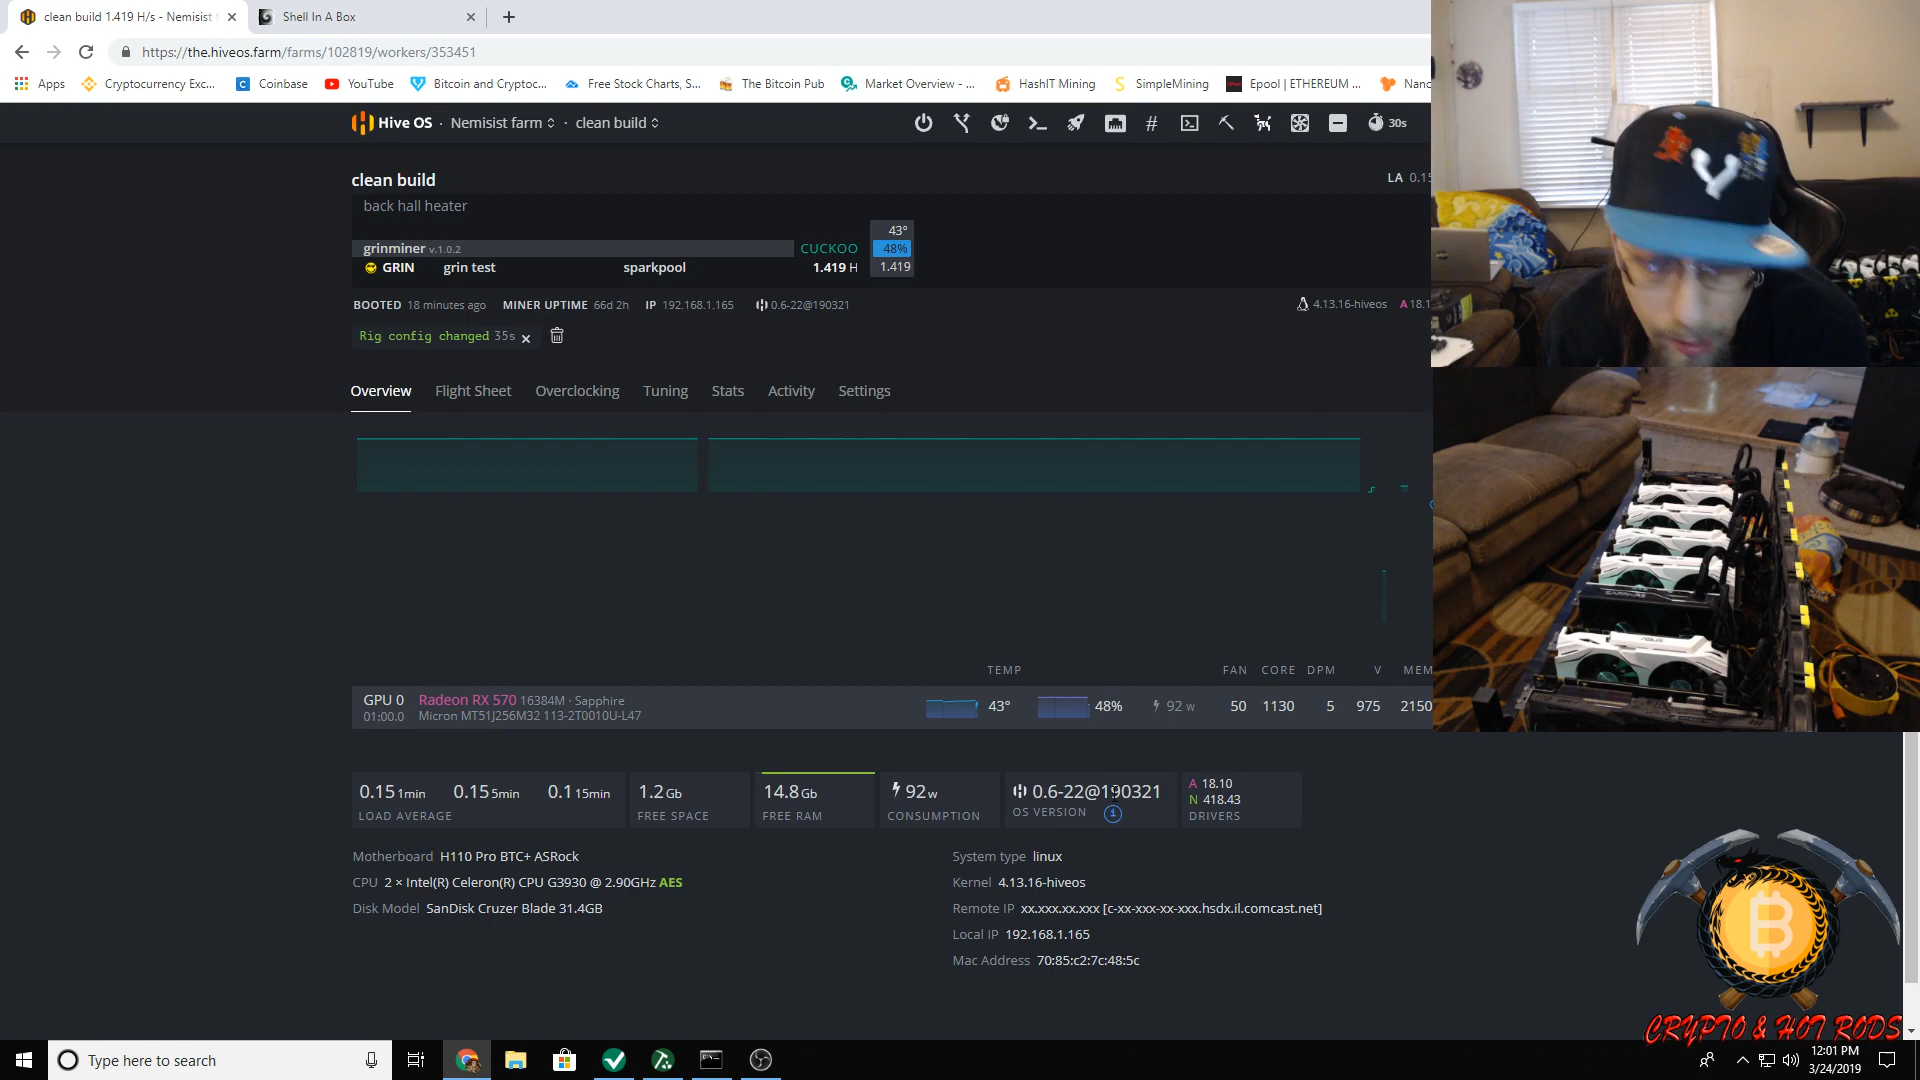 clean build 1.419 H/s - Nemisist f
Shell In A Box
https://the.hiveos.farm/farms/102819/workers/353451
Apps
Cryptocurrency Exc...
Coinbase
YouTube
Bitcoin and Cryptoc...
Free Stock Charts, S...
The Bitcoin Pub
Market Overview - ...
HashIT Mining
SimpleMining
Epool | ETHEREUM ...
Nano
Hive OS · Nemisist farm · clean build
30s
clean build
LA 0.15
back hall heater
43°
grinminer v.1.0.2 CUCKOO 48%
GRIN grin test sparkpool 1.419 H 1.419
BOOTED 18 minutes ago MINER UPTIME 66d 2h IP 192.168.1.165 0.6-22@190321
4.13.16-hiveos A 18.1
Rig config changed 35s
Overview Flight Sheet Overclocking Tuning Stats Activity Settings
TEMP FAN CORE DPM V MEM
GPU 0 Radeon RX 570 16384M · Sapphire
01:00.0 Micron MT51J256M32 113-2T0010U-L47
43° 48% 92 w 50 1130 5 975 2150
0.15 1min 0.15 5min 0.1 15min
LOAD AVERAGE
1.2 Gb
FREE SPACE
14.8 Gb
FREE RAM
92 w
CONSUMPTION
0.6-22@190321
OS VERSION
A 18.10
N 418.43
DRIVERS
Motherboard H110 Pro BTC+ ASRock
CPU 2 × Intel(R) Celeron(R) CPU G3930 @ 2.90GHz AES
Disk Model SanDisk Cruzer Blade 31.4GB
System type linux
Kernel 4.13.16-hiveos
Remote IP xx.xxx.xx.xxx [c-xx-xxx-xx-xxx.hsdx.il.comcast.net]
Local IP 192.168.1.165
Mac Address 70:85:c2:7c:48:5c
SAPPHIRE
ASUS
CRYPTO & HOT RODS
Type here to search
12:01 PM
3/24/2019